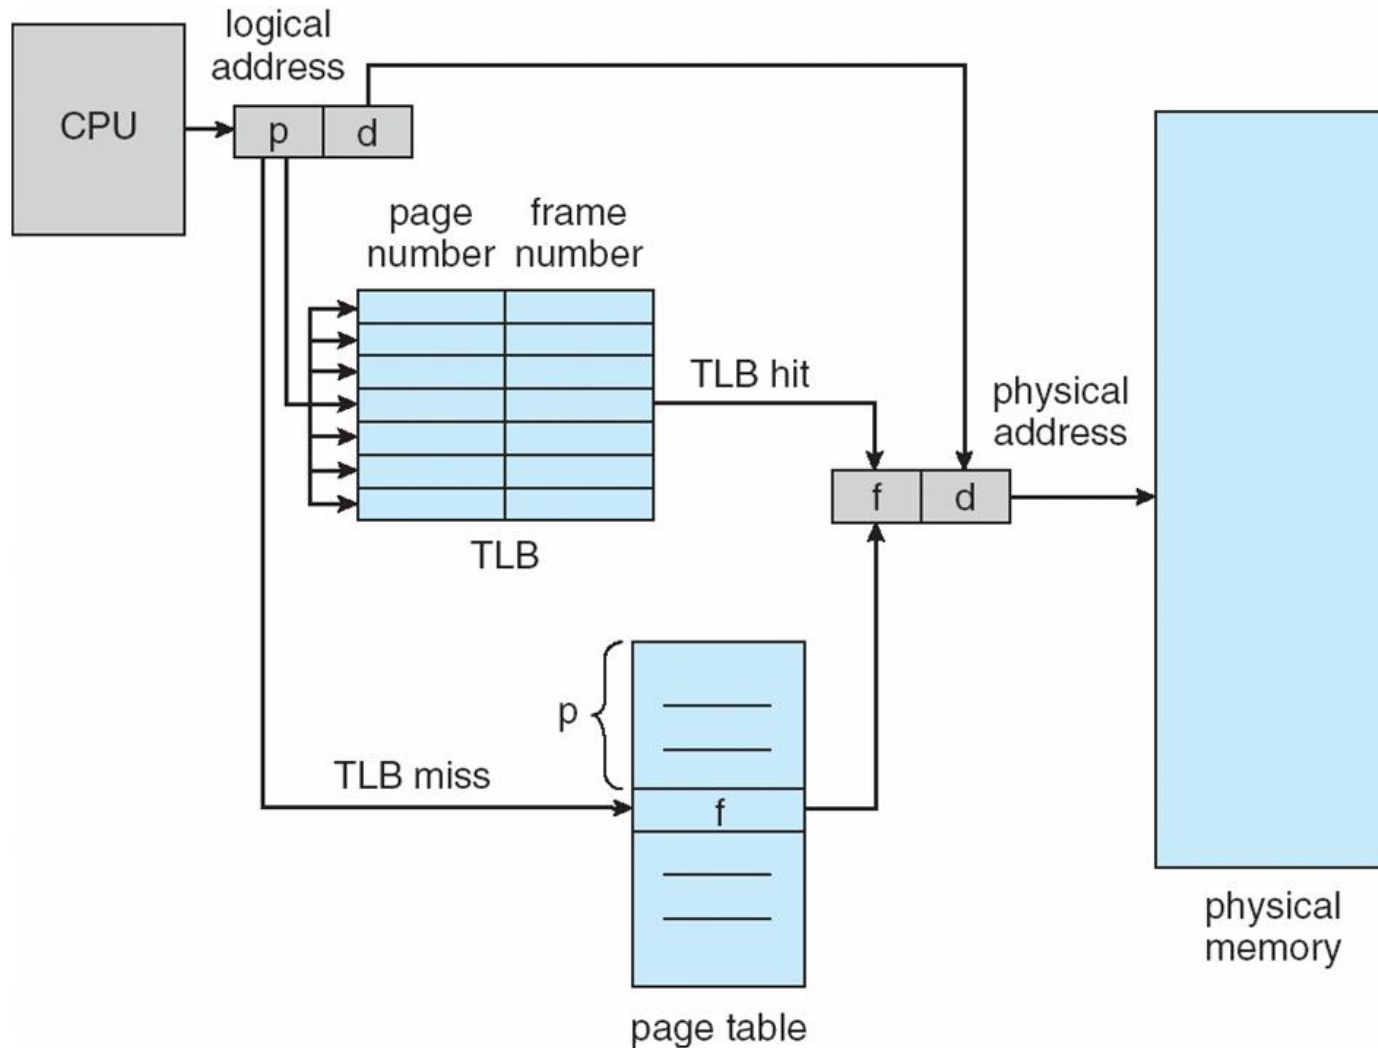 logical
address
CPU
p
d
page
number
frame
number
TLB hit
physical
address
f
d
TLB
p
TLB miss
f
physical
memory
page table